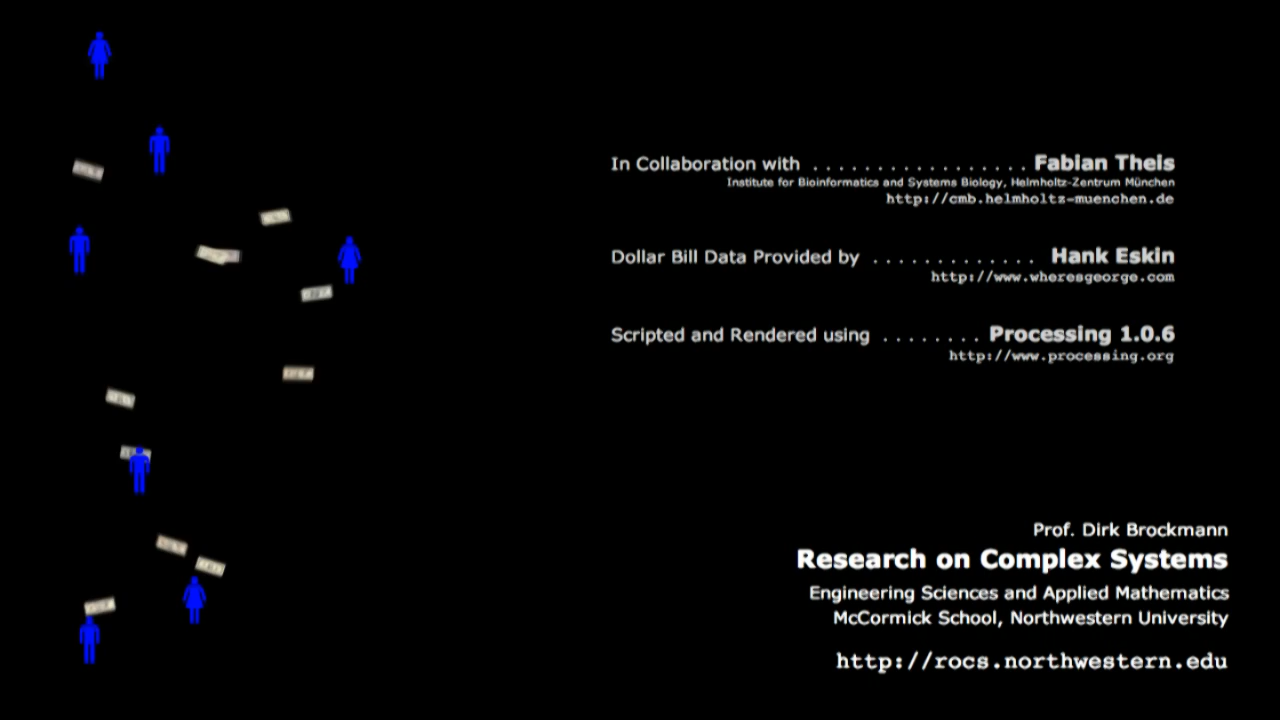 In Collaboration with . . . . . . . . . . . . . . . . . Fabian Theis
Institute for Bioinformatics and Systems Biology, Helmholtz-Zentrum München
http://cmb.helmholtz-muenchen.de
Dollar Bill Data Provided by . . . . . . . . . . . . . Hank Eskin
http://www.wheresgeorge.com
Scripted and Rendered using . . . . . . . . Processing 1.0.6
http://www.processing.org
Prof. Dirk Brockmann
Research on Complex Systems
Engineering Sciences and Applied Mathematics
McCormick School, Northwestern University
http://rocs.northwestern.edu